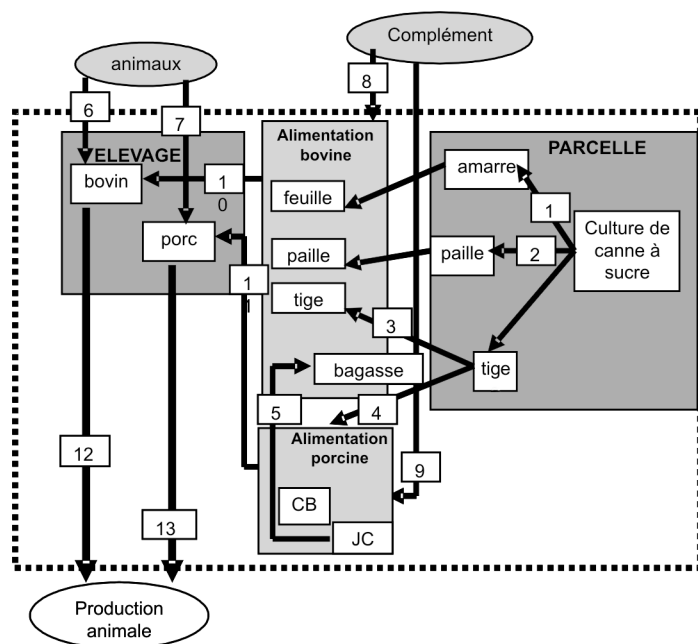 Complément
animaux
8
6
7
Alimentation
bovine
ELEVAGE
PARCELLE
bovin
1
0
feuille
amarre
1
Culture de
canne à
sucre
porc
paille
paille
2
1
1
tige
3
tige
bagasse
5
4
Alimentation
porcine
12
9
CB
13
JC
Production
animale